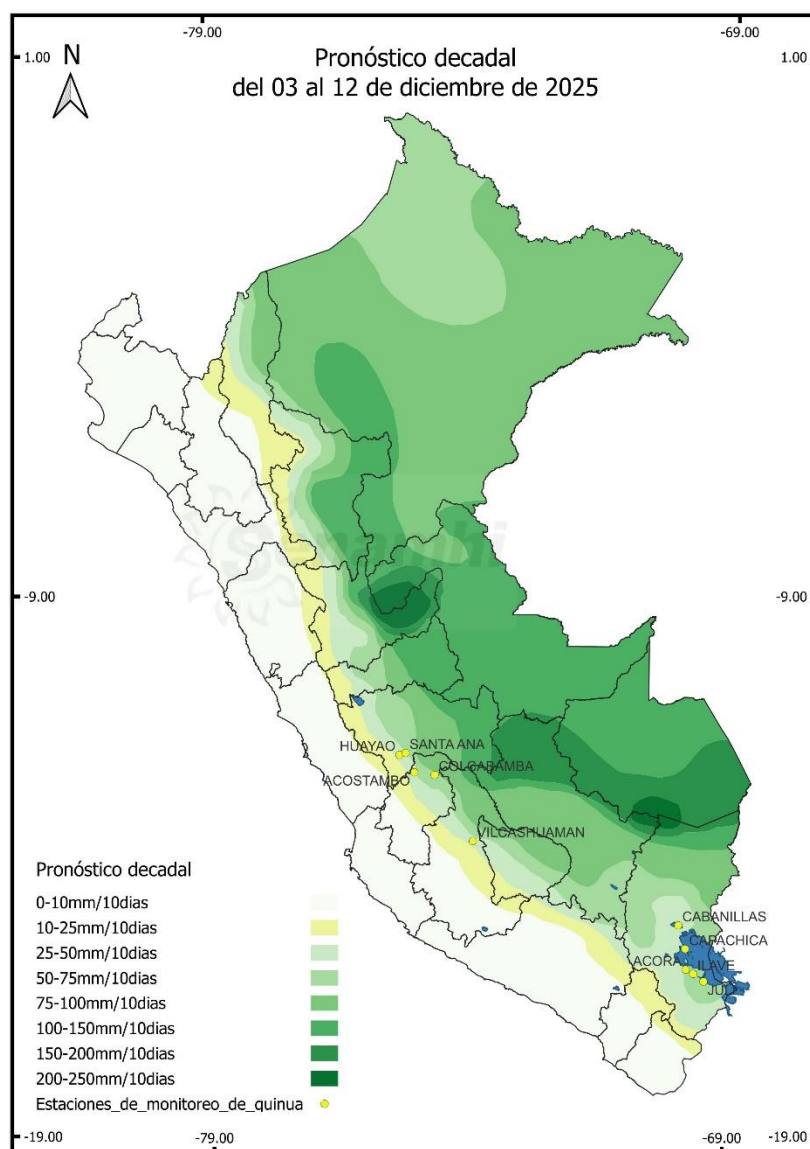 -79.00
-69.00
1.00
1.00
N
Pronóstico decadal
del 03 al 12 de diciembre de 2025
Senamhi
-9.00
-9.00
HUAYAO
SANTA ANA
ACOSTAMBO
COLCABAMBA
VILCASHUAMAN
CABANILLAS
CAPACHICA
ACORA
ILAVE
JULI
Pronóstico decadal
0-10mm/10dias
10-25mm/10dias
25-50mm/10dias
50-75mm/10dias
75-100mm/10dias
100-150mm/10dias
150-200mm/10dias
200-250mm/10dias
Estaciones_de_monitoreo_de_quinua
-19.00
-19.00
-79.00
-69.00